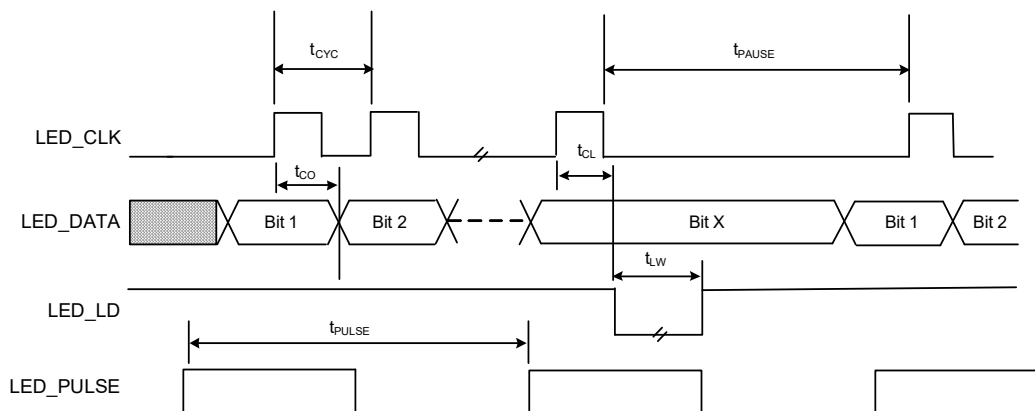 tCYC
tPAUSE
LED_CLK
tCL
tCO
LED_DATA
Bit 1
Bit 2
Bit X
Bit 1
Bit 2
tLW
LED_LD
tPULSE
LED_PULSE